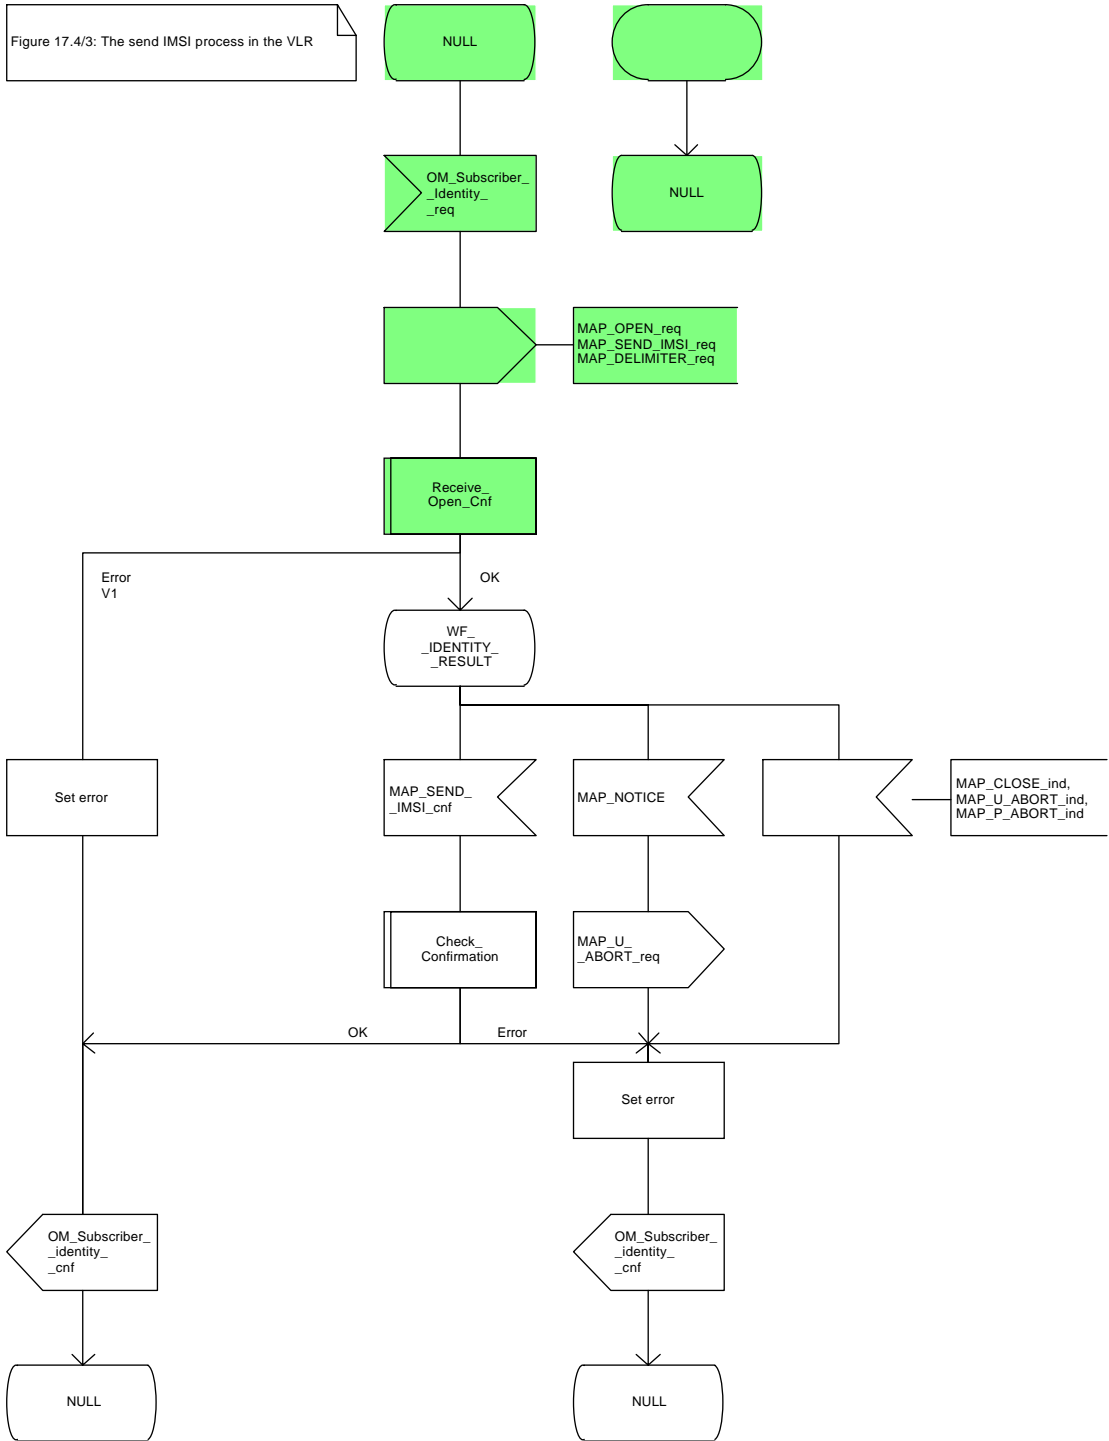 Figure 17.4/3: The send IMSI process in the VLR
NULL
OM_Subscriber_
_Identity_
_req
NULL
MAP_OPEN_req
MAP_SEND_IMSI_req
MAP_DELIMITER_req
Receive_
Open_Cnf
Error
V1
OK
WF_
_IDENTITY_
_RESULT
Set error
MAP_SEND_
_IMSI_cnf
MAP_NOTICE
MAP_CLOSE_ind,
MAP_U_ABORT_ind,
MAP_P_ABORT_ind
Check_
Confirmation
MAP_U_
_ABORT_req
OK
Error
Set error
OM_Subscriber_
_identity_
_cnf
OM_Subscriber_
_identity_
_cnf
NULL
NULL